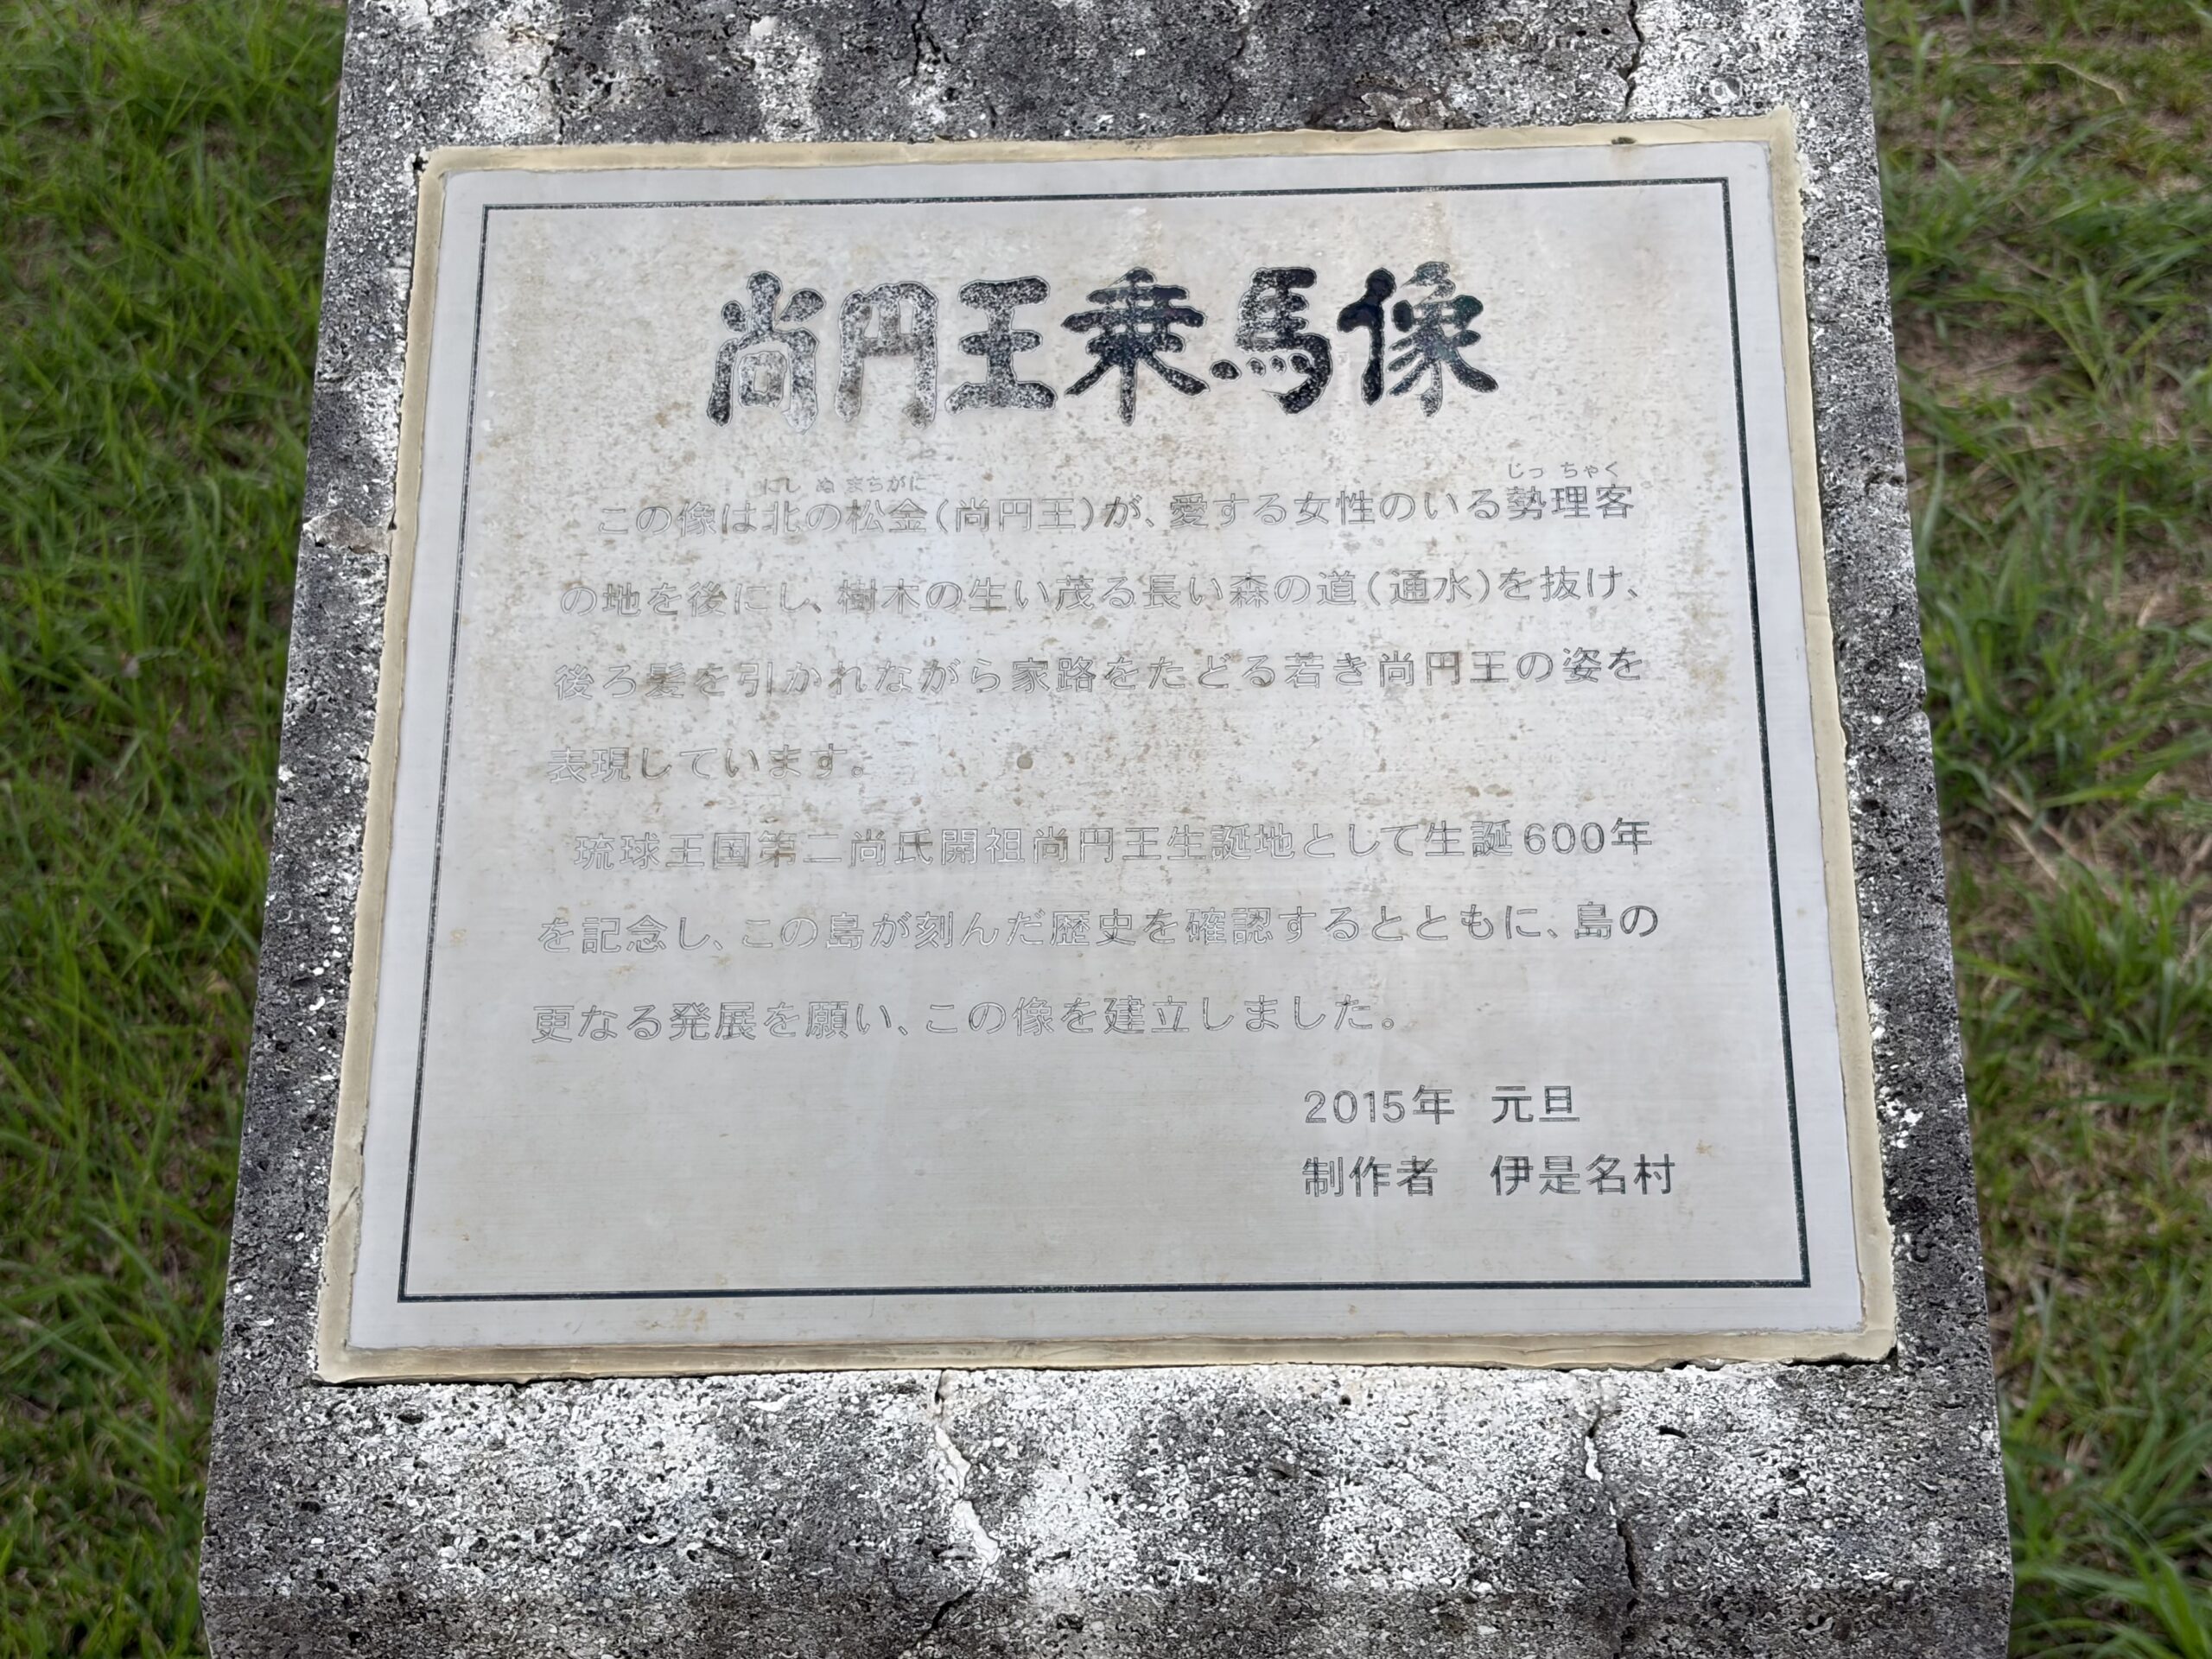 尚円王乗馬像
にし ぬ まちがに じっ ちゃく
この像は北の松金(尚円王)が、愛する女性のいる勢理客
の地を後にし、樹木の生い茂る長い森の道(通水)を抜け、
後ろ髪を引かれながら家路をたどる若き尚円王の姿を
表現しています。
琉球王国第二尚氏開祖尚円王生誕地として生誕600年
を記念し、この島が刻んだ歴史を確認するとともに、島の
更なる発展を願い、この像を建立しました。
2015年 元旦
制作者 伊是名村